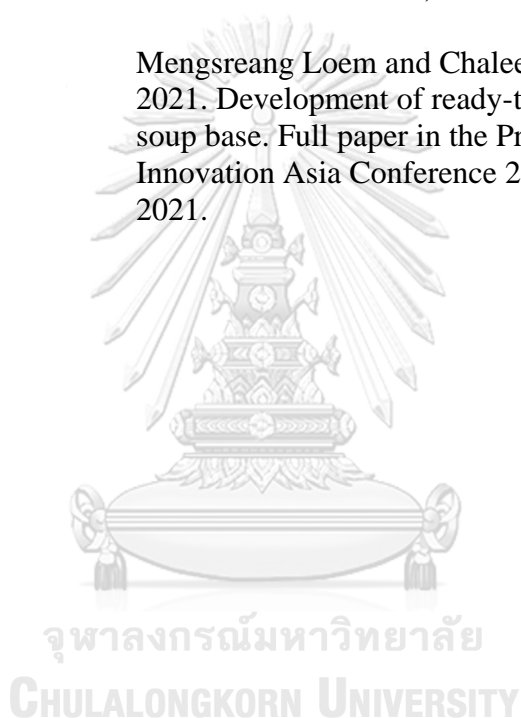 Mengsreang Loem and Chalee
2021. Development of ready-t
soup base. Full paper in the Pr
Innovation Asia Conference 2
2021.
จุฬาลงกรณ์มหาวิทยาลัย
CHULALONGKORN UNIVERSITY